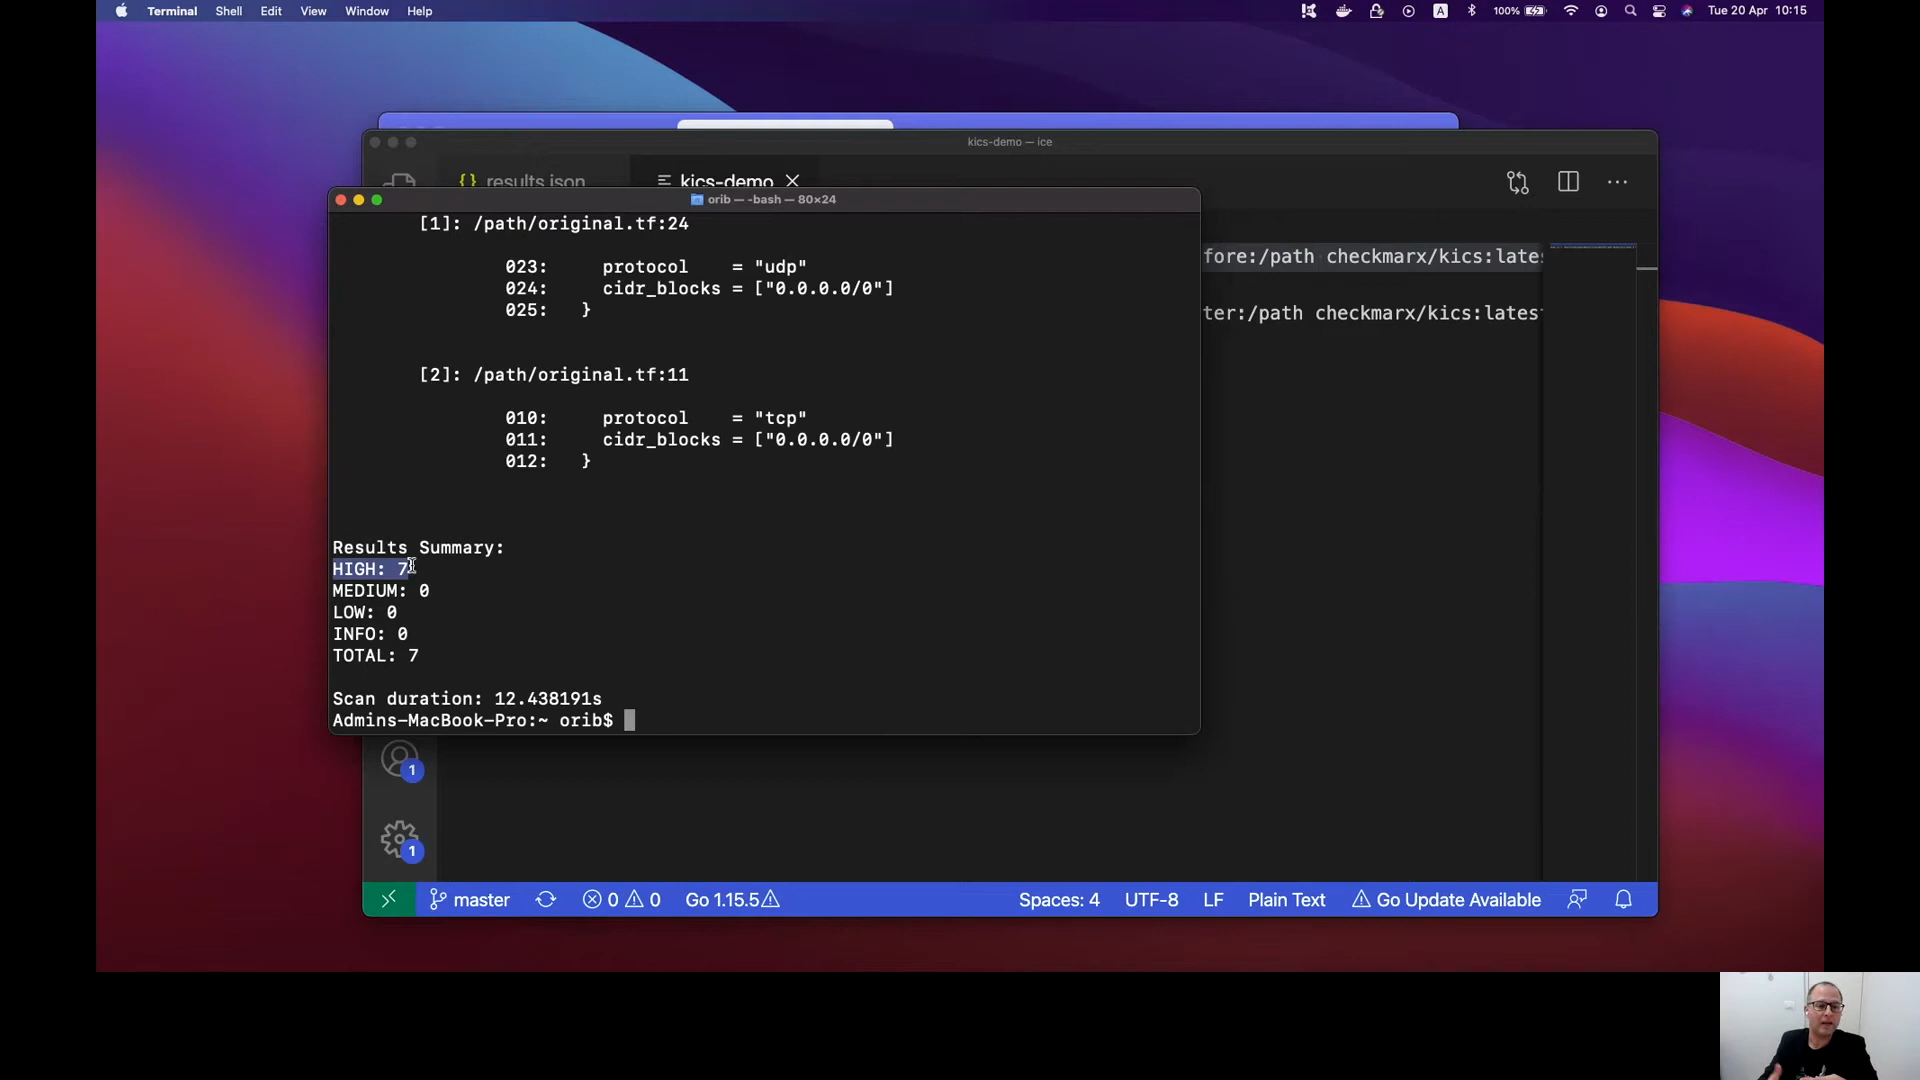 Terminal Shell Edit View Window Help
A 100% Tue 20 Apr 10:15
kics-demo — ice
{} results.json kics-demo
orib — -bash — 80×24
[1]: /path/original.tf:24
023: protocol = "udp"
024: cidr_blocks = ["0.0.0.0/0"]
025: }
[2]: /path/original.tf:11
010: protocol = "tcp"
011: cidr_blocks = ["0.0.0.0/0"]
012: }
fore:/path checkmarx/kics:lates
ter:/path checkmarx/kics:lates
Results Summary:
HIGH: 7
MEDIUM: 0
LOW: 0
INFO: 0
TOTAL: 7
Scan duration: 12.438191s
Admins-MacBook-Pro:~ orib$
1
1
master 0 0 Go 1.15.5 Spaces: 4 UTF-8 LF Plain Text Go Update Available